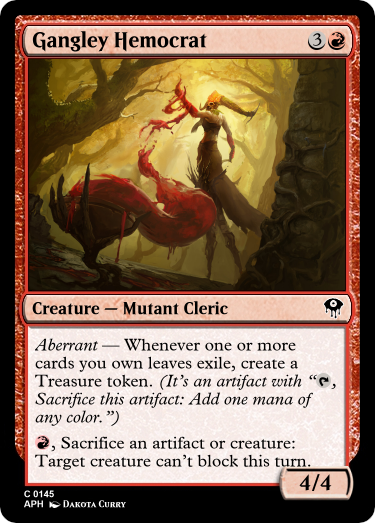 Gangley Hemocrat 3
Creature — Mutant Cleric
Aberrant — Whenever one or more
cards you own leaves exile, create a
Treasure token. (It's an artifact with “,
Sacrifice this artifact: Add one mana of
any color.”)
, Sacrifice an artifact or creature:
Target creature can't block this turn.
4/4
C 0145
APH DAKOTA CURRY